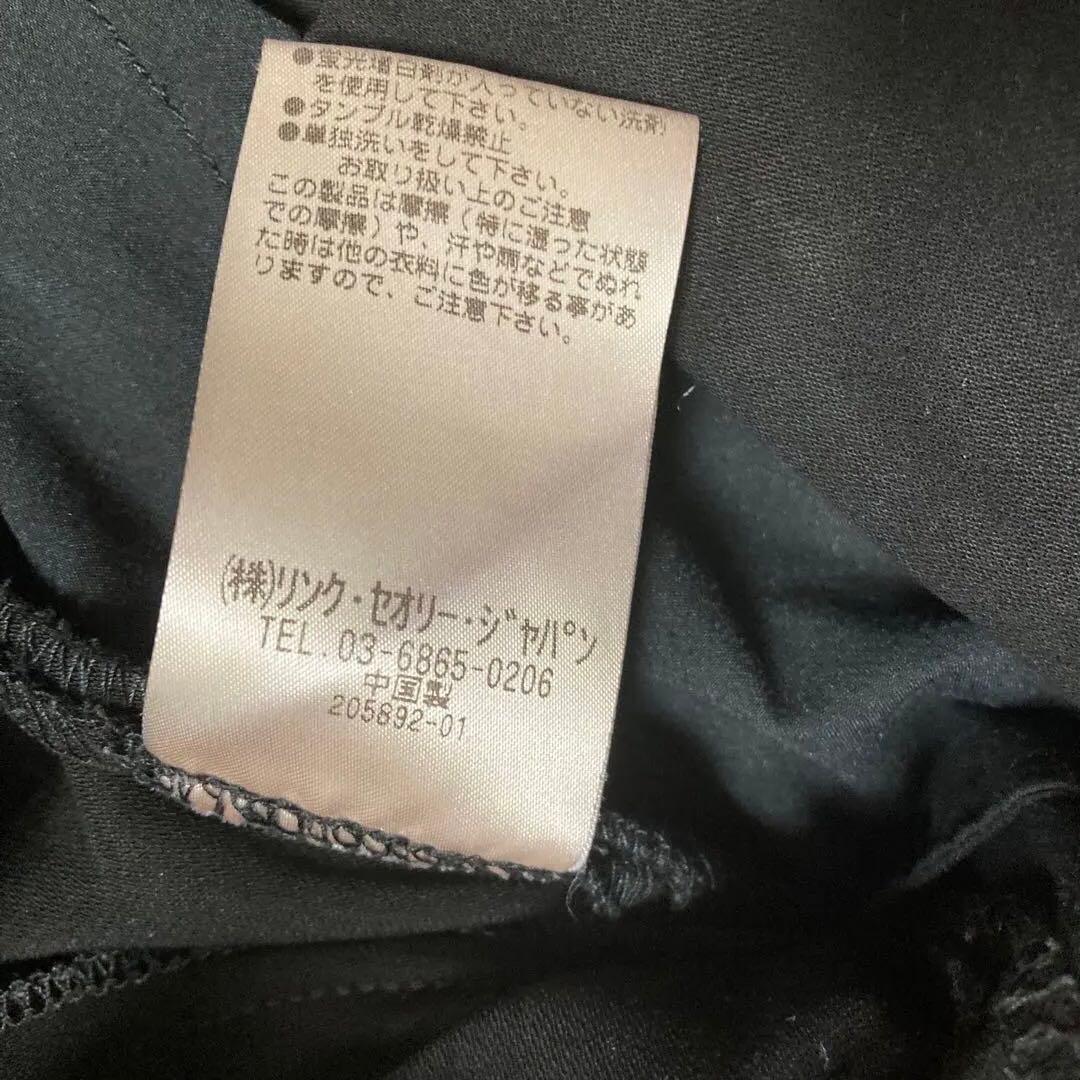 ●蛍光増白剤が入っていない洗剤
を使用して下さい。
●タンブル乾燥禁止
●単独洗いをして下さい。
お取り扱い上のご注意
この製品は摩擦（特に湿った状態
での摩擦）や、汗や雨などでぬれ
た時は他の衣料に色が移る事があ
りますので、ご注意下さい。
(株)リンク・セオリー・ジャパン
TEL.03-6865-0206
中国製
205892-01